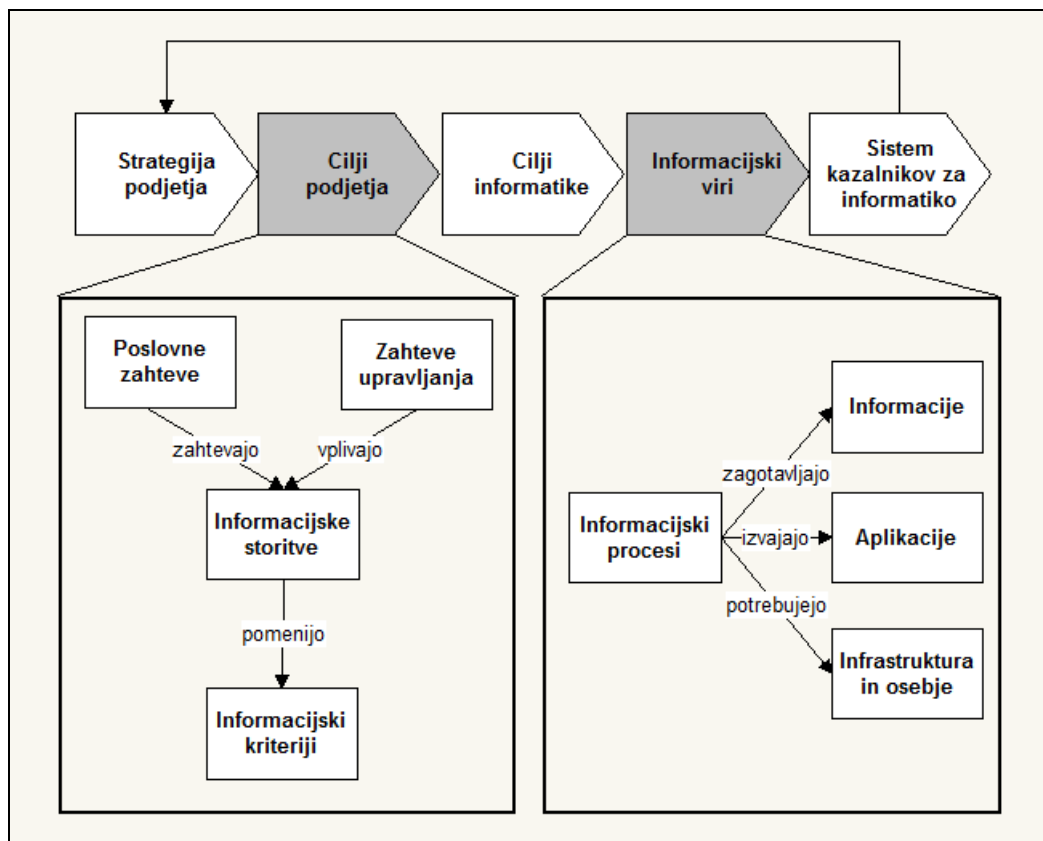 Strategija
podjetja
Cilji
podjetja
Cilji
informatike
Informacijski
viri
Sistem
kazalnikov za
informatiko
Poslovne
zahteve
Zahteve
upravljanja
zahtevajo
vplivajo
Informacijske
storitve
pomenijo
Informacijski
kriteriji
Informacijski
procesi
zagotavljajo
izvajajo
potrebujejo
Informacije
Aplikacije
Infrastruktura
in osebje